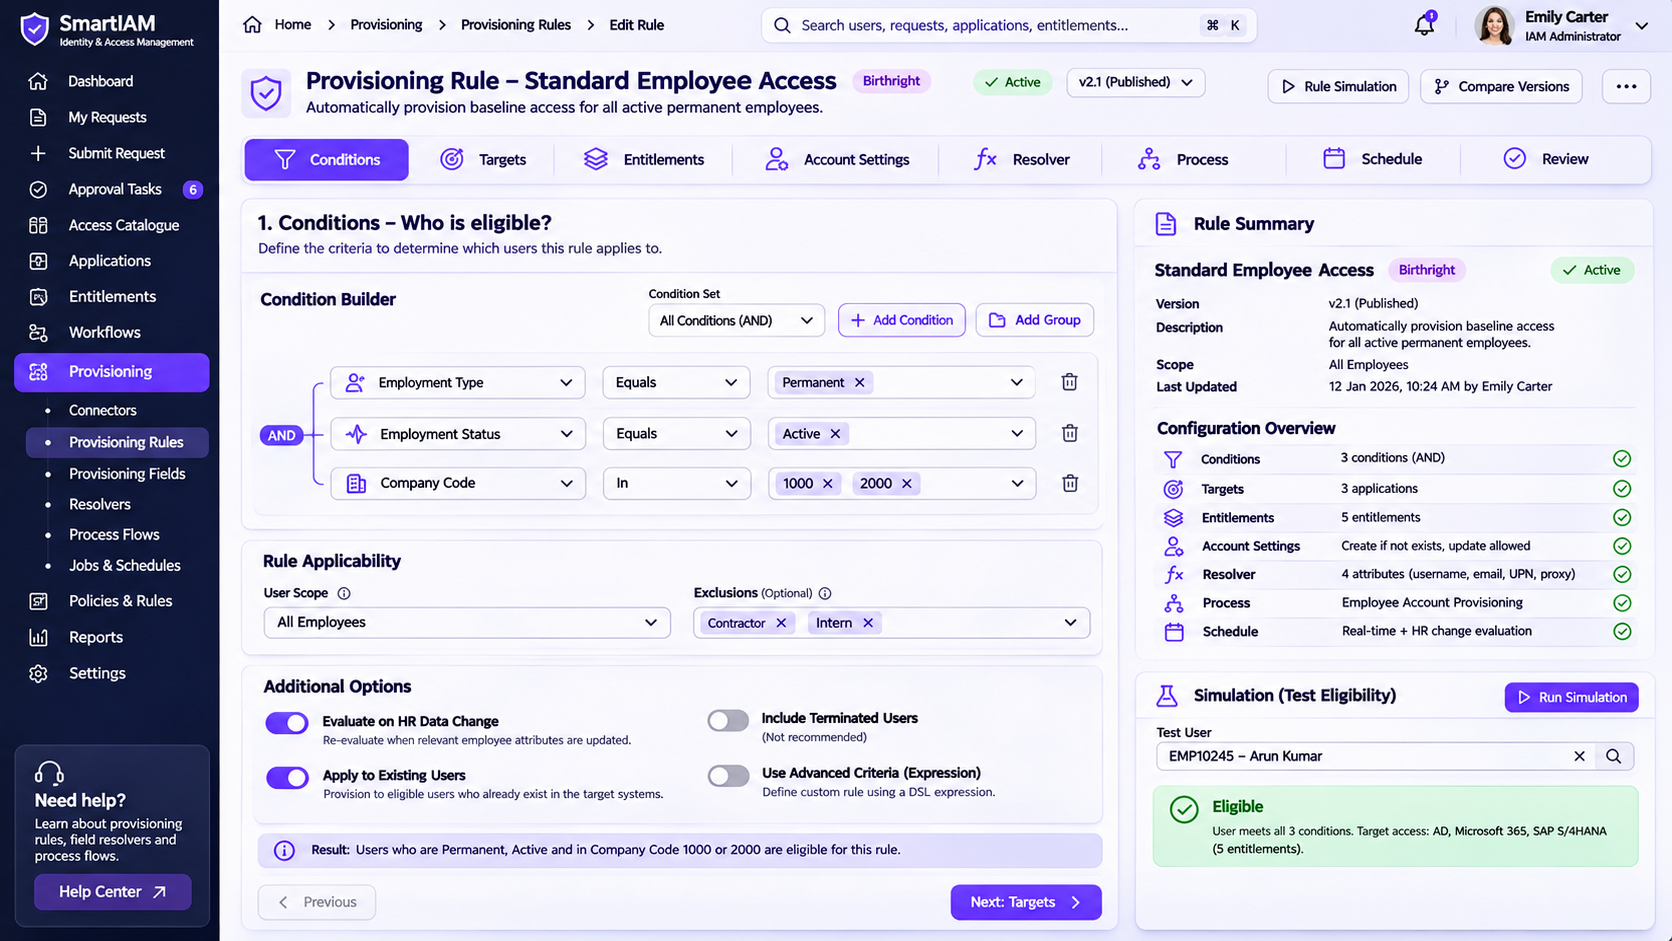 SmartIAM
Identity & Access Management
Dashboard
My Requests
Submit Request
Approval Tasks 6
Access Catalogue
Applications
Entitlements
Workflows
Provisioning
Connectors
Provisioning Rules
Provisioning Fields
Resolvers
Process Flows
Jobs & Schedules
Policies & Rules
Reports
Settings
Need help?
Learn about provisioning
rules, field resolvers and
process flows.
Help Center
Home > Provisioning > Provisioning Rules > Edit Rule
Search users, requests, applications, entitlements... ⌘ K
1
Emily Carter
IAM Administrator
Provisioning Rule – Standard Employee Access Birthright
Automatically provision baseline access for all active permanent employees.
Active v2.1 (Published)
Rule Simulation Compare Versions
Conditions Targets Entitlements Account Settings fx Resolver Process Schedule Review
1. Conditions – Who is eligible?
Define the criteria to determine which users this rule applies to.
Condition Builder
Condition Set
All Conditions (AND)
Add Condition
Add Group
AND
Employment Type Equals Permanent
Employment Status Equals Active
Company Code In 1000 2000
Rule Applicability
User Scope
All Employees
Exclusions (Optional)
Contractor Intern
Additional Options
Evaluate on HR Data Change
Re-evaluate when relevant employee attributes are updated.
Include Terminated Users
(Not recommended)
Apply to Existing Users
Provision to eligible users who already exist in the target systems.
Use Advanced Criteria (Expression)
Define custom rule using a DSL expression.
Result: Users who are Permanent, Active and in Company Code 1000 or 2000 are eligible for this rule.
Previous
Next: Targets
Rule Summary
Standard Employee Access Birthright Active
Version v2.1 (Published)
Description Automatically provision baseline access
for all active permanent employees.
Scope All Employees
Last Updated 12 Jan 2026, 10:24 AM by Emily Carter
Configuration Overview
Conditions 3 conditions (AND)
Targets 3 applications
Entitlements 5 entitlements
Account Settings Create if not exists, update allowed
fx Resolver 4 attributes (username, email, UPN, proxy)
Process Employee Account Provisioning
Schedule Real-time + HR change evaluation
Simulation (Test Eligibility)
Run Simulation
Test User
EMP10245 – Arun Kumar
Eligible
User meets all 3 conditions. Target access: AD, Microsoft 365, SAP S/4HANA
(5 entitlements).